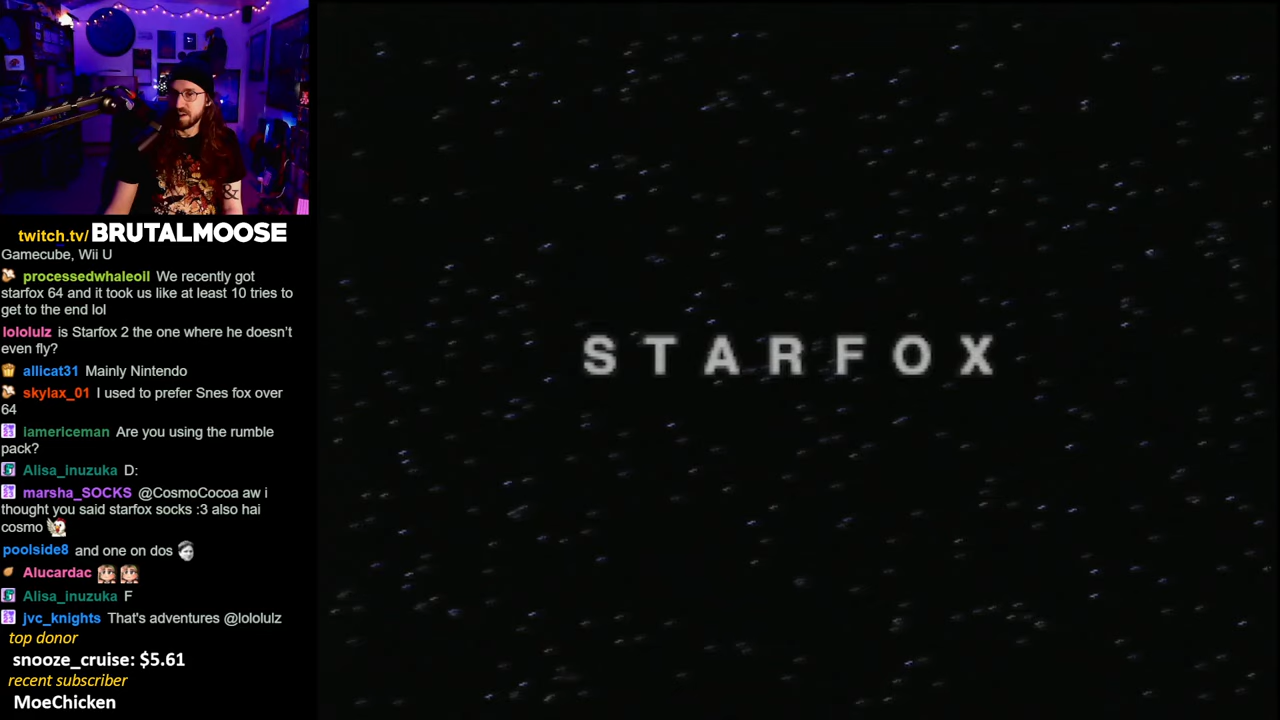 twitch.tv/BRUTALMOOSE
Gamecube, Wii U
processedwhaleoil We recently got
starfox 64 and it took us like at least 10 tries to
get to the end lol
lololulz is Starfox 2 the one where he doesn't
even fly?
allicat31 Mainly Nintendo
skylax_01 I used to prefer Snes fox over
64
iamericeman Are you using the rumble
pack?
Alisa_inuzuka D:
marsha_SOCKS @CosmoCocoa aw i
thought you said starfox socks :3 also hai
cosmo
poolside8 and one on dos
Alucardac
Alisa_inuzuka F
jvc_knights That's adventures @lololulz
top donor
snooze_cruise: $5.61
recent subscriber
MoeChicken
STARFOX
&